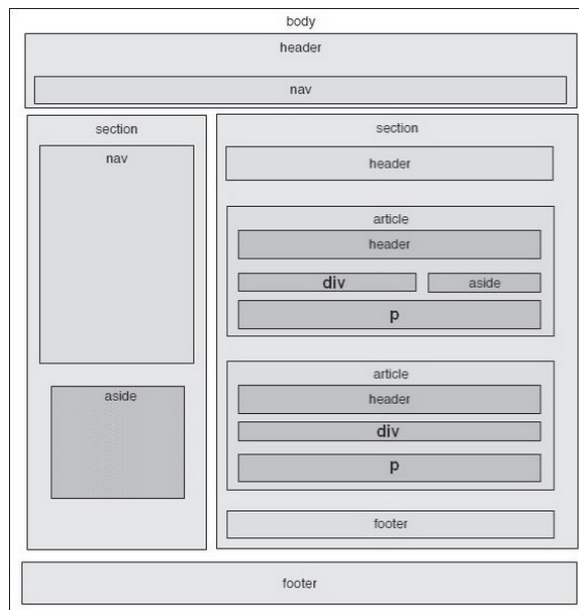 body
header
nav
section
nav
aside
section
header
article
header
div
aside
p
article
header
div
p
footer
footer